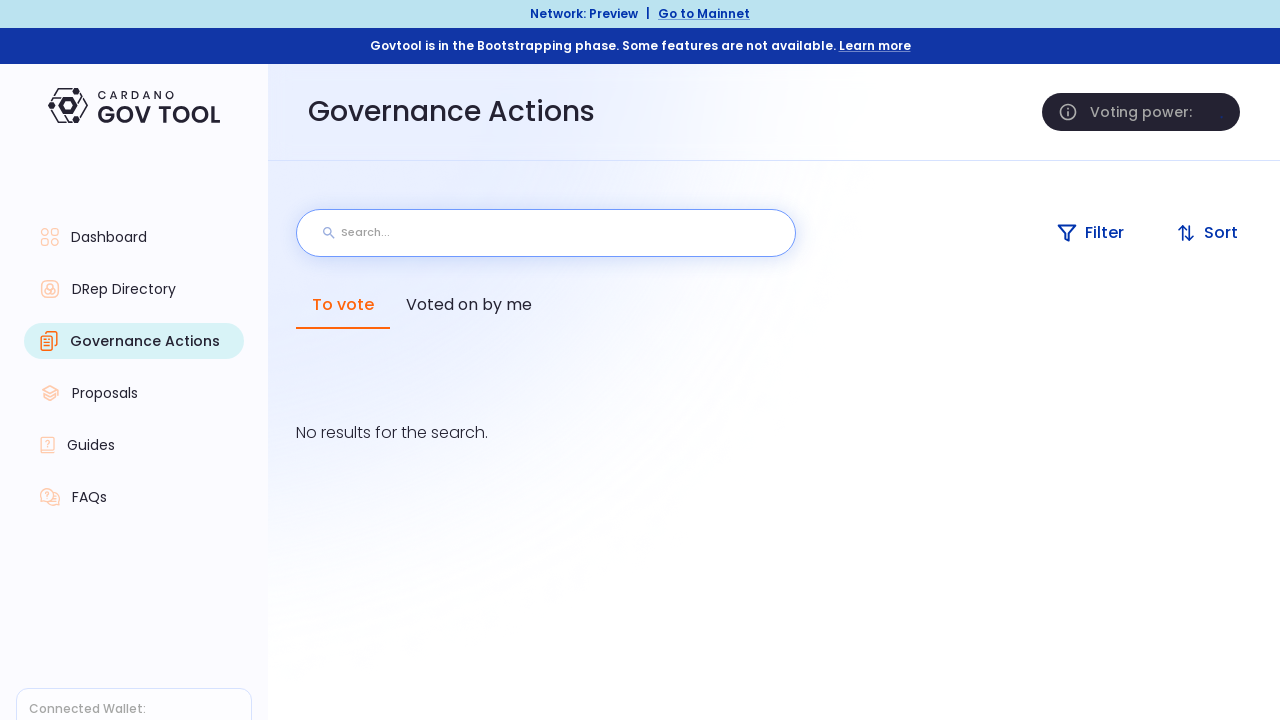 Network: Preview | Go to Mainnet
Govtool is in the Bootstrapping phase. Some features are not available. Learn more
CARDANO
GOV TOOL
Governance Actions
Voting power:
Dashboard
DRep Directory
Governance Actions
Proposals
Guides
FAQs
Search...
Filter
Sort
To vote
Voted on by me
No results for the search.
Connected Wallet: